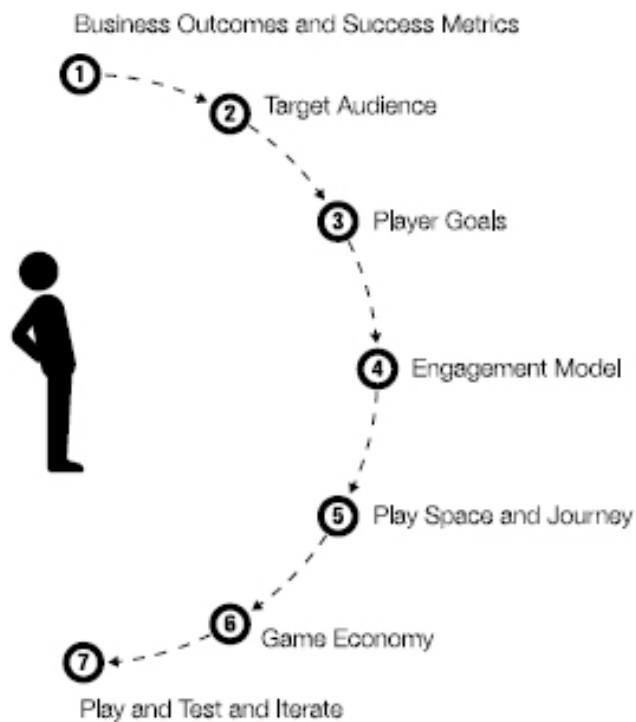 Business Outcomes and Success Metrics
1
2 Target Audience
3 Player Goals
4 Engagement Model
5 Play Space and Journey
6 Game Economy
7
Play and Test and Iterate